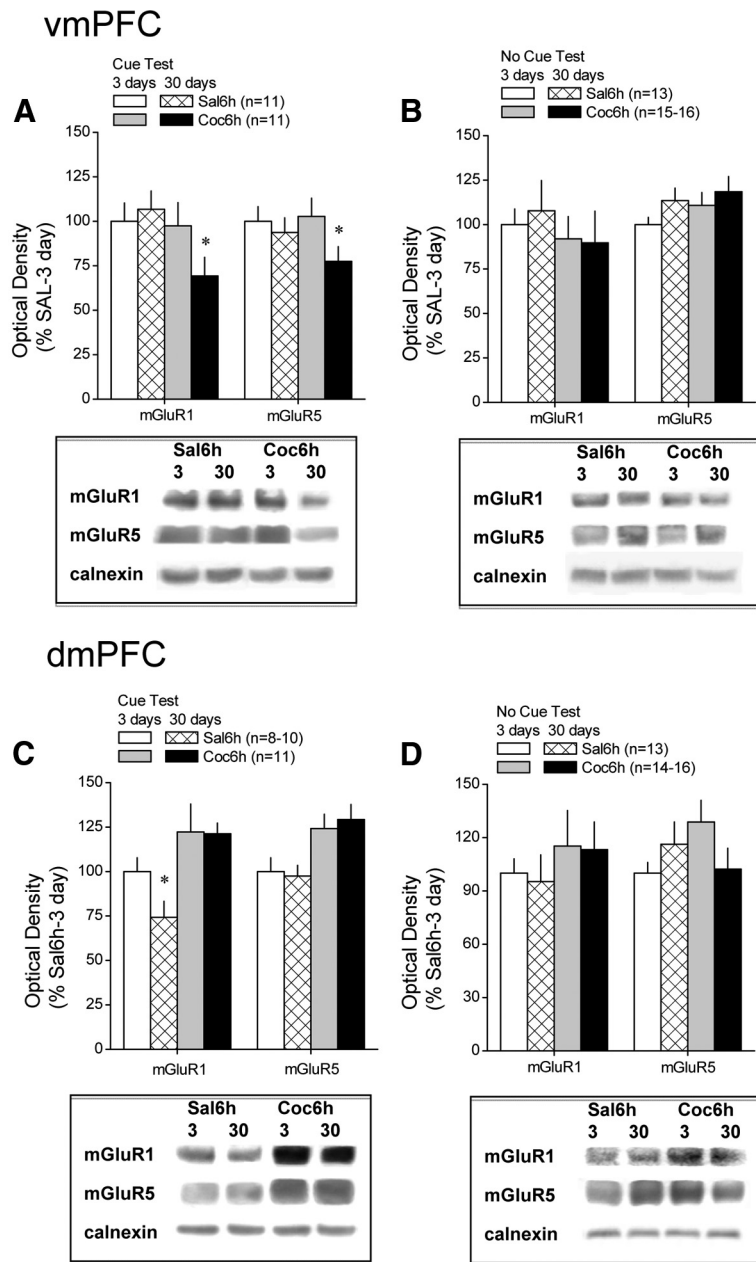 vmPFC
Cue Test
3 days 30 days
Sal6h (n=11)
Coc6h (n=11)
A
Optical Density
(% SAL-3 day)
150
125
100
75
50
25
0
*
*
mGluR1
mGluR5
Sal6h Coc6h
3 30 3 30
mGluR1
mGluR5
calnexin
No Cue Test
3 days 30 days
Sal6h (n=13)
Coc6h (n=15-16)
B
Optical Density
(% SAL-3 day)
150
125
100
75
50
25
0
mGluR1
mGluR5
Sal6h Coc6h
3 30 3 30
mGluR1
mGluR5
calnexin
dmPFC
Cue Test
3 days 30 days
Sal6h (n=8-10)
Coc6h (n=11)
C
Optical Density
(% Sal6h-3 day)
150
125
100
75
50
25
0
*
mGluR1
mGluR5
Sal6h Coc6h
3 30 3 30
mGluR1
mGluR5
calnexin
No Cue Test
3 days 30 days
Sal6h (n=13)
Coc6h (n=14-16)
D
Optical Density
(% Sal6h-3 day)
150
120
90
60
30
0
mGluR1
mGluR5
Sal6h Coc6h
3 30 3 30
mGluR1
mGluR5
calnexin